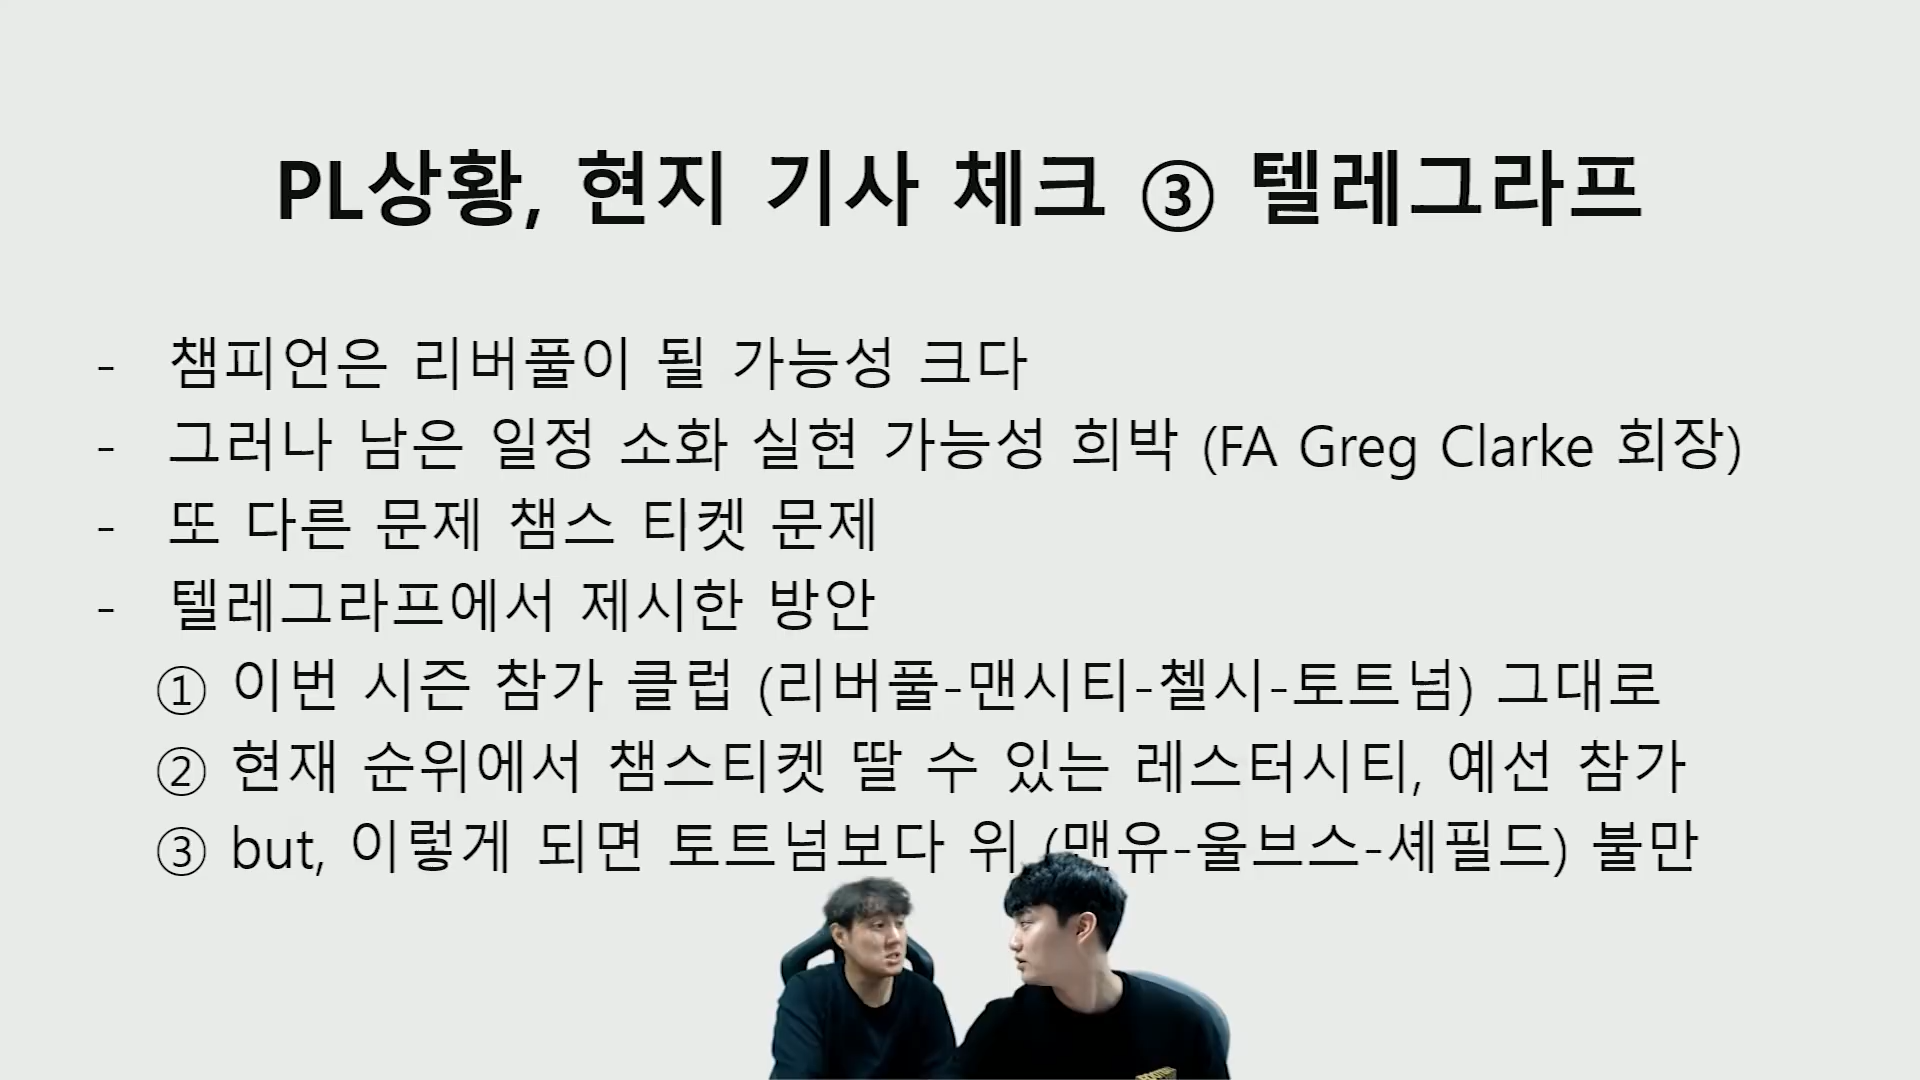 PL상황, 현지 기사 체크 ③ 텔레그라프
- 챔피언은 리버풀이 될 가능성 크다
- 그러나 남은 일정 소화 실현 가능성 희박 (FA Greg Clarke 회장)
- 또 다른 문제 챔스 티켓 문제
- 텔레그라프에서 제시한 방안
① 이번 시즌 참가 클럽 (리버풀-맨시티-첼시-토트넘) 그대로
② 현재 순위에서 챔스티켓 딸 수 있는 레스터시티, 예선 참가
③ but, 이렇게 되면 토트넘보다 위 (맨유-울브스-셰필드) 불만